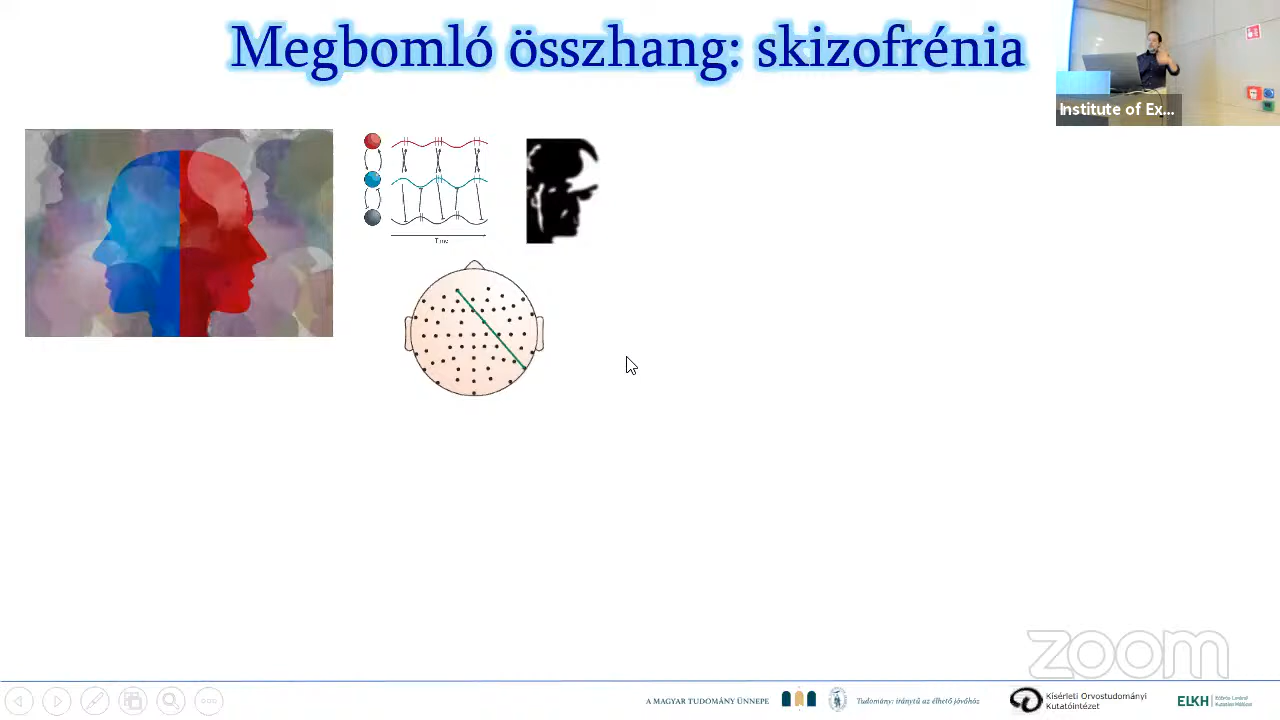 Megbomló összhang: skizofrénia
Institute of Ex...
Time
zoom
A MAGYAR TUDOMÁNY ÜNNEPE
Tudomány: iránytű az élhető jövőhöz
Kísérleti Orvostudományi
Kutatóintézet
ELKH